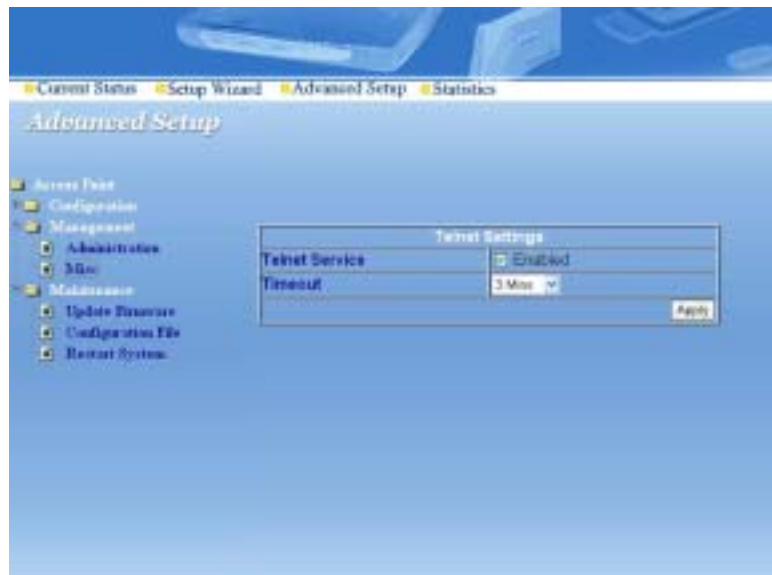 Current Status Setup Wizard Advanced Setup Statistics
Advanced Setup
Access Point
Configuration
Management
Administration
Misc
Maintenance
Update Firmware
Configuration File
Restart System
Telnet Settings
Telnet Service Enabled
Timeout 3 Mins
Apply